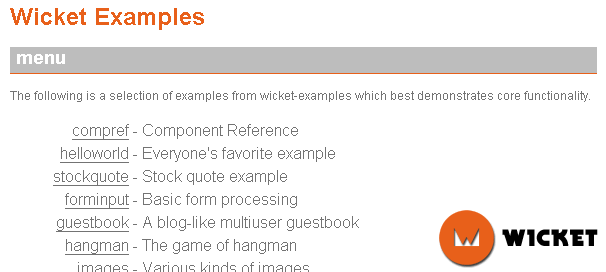 Wicket Examples
menu
The following is a selection of examples from wicket-examples which best demonstrates core functionality.
compref - Component Reference
helloworld - Everyone's favorite example
stockquote - Stock quote example
forminput - Basic form processing
guestbook - A blog-like multiuser guestbook
hangman - The game of hangman
images - Various kinds of images
WICKET